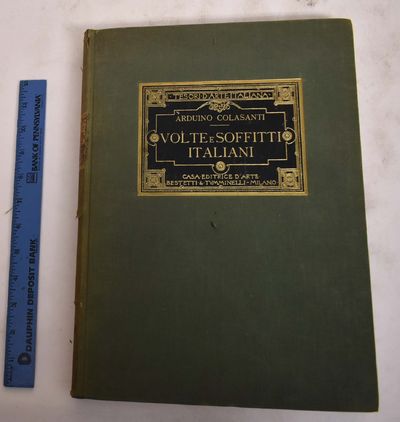 TESORI D'ARTE ITALIANA
ARDUINO COLASANTI
VOLTE E SOFFITTI
ITALIANI
CASA EDITRICE D'ARTE
BESTETTI & TVMMINELLI - MILANO
BANK OF PENNSYLVANIA
DAUPHIN DEPOSIT BANK